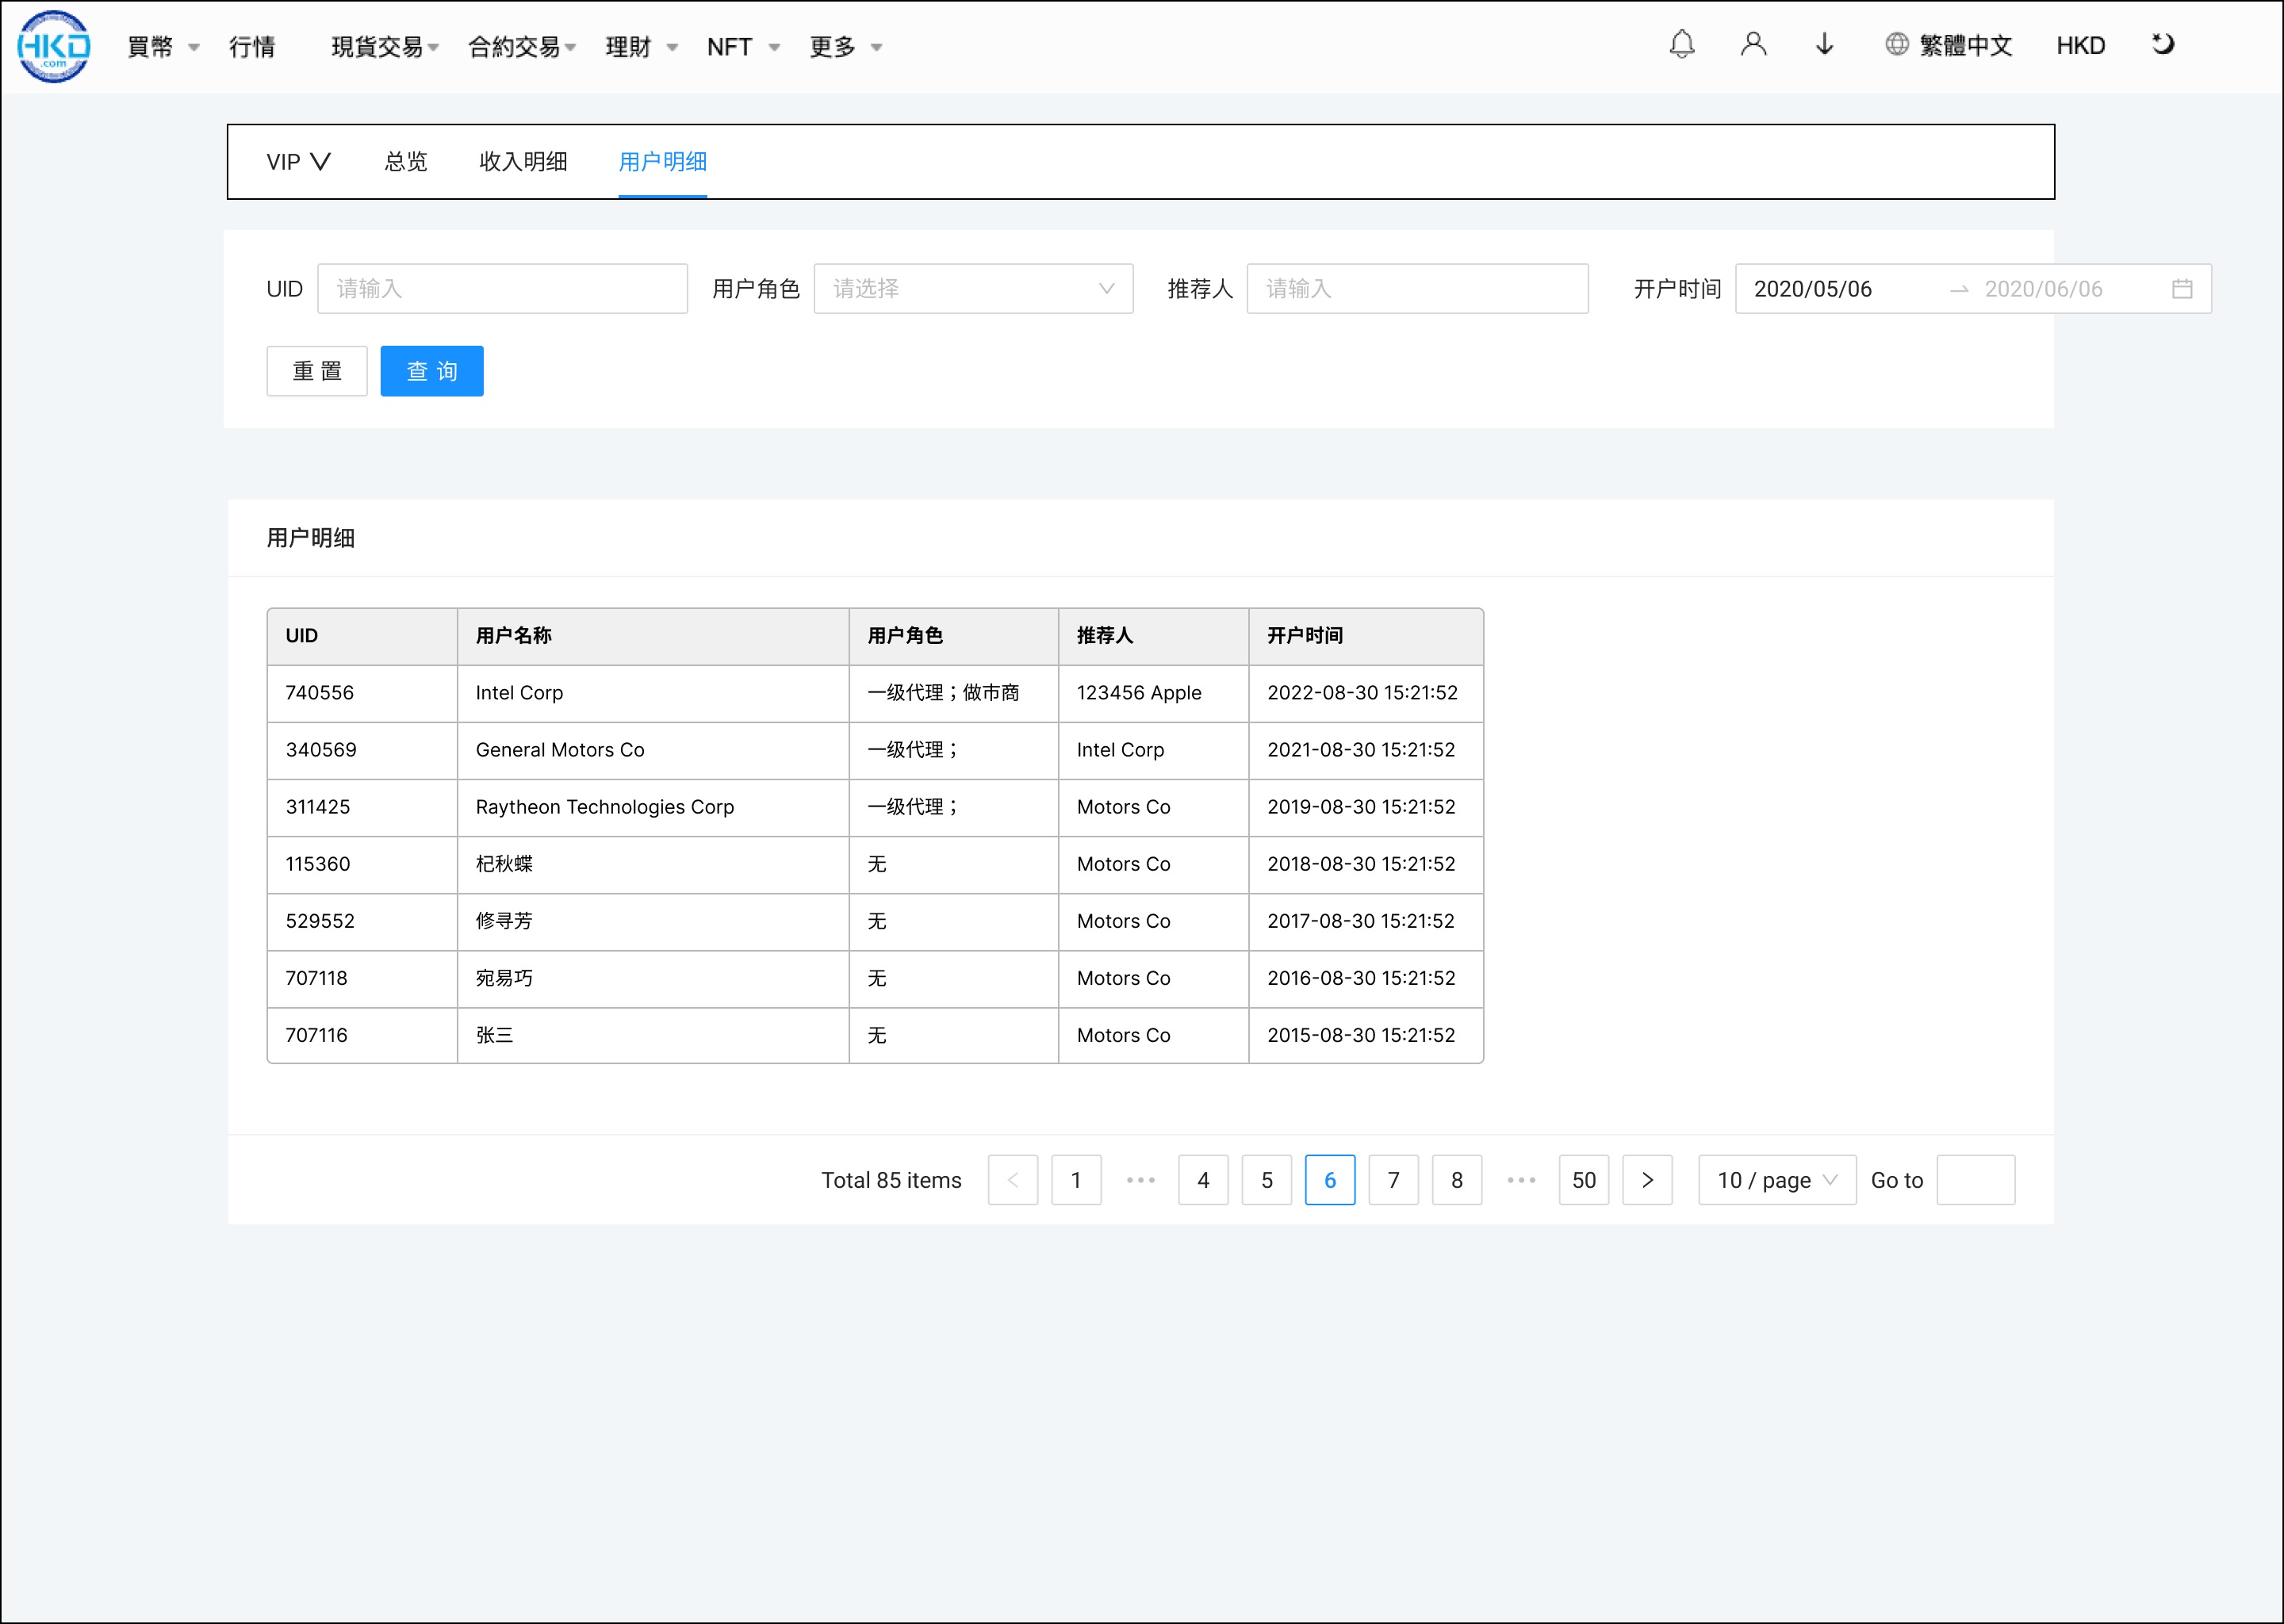 HKD
.com
買幣 行情 現貨交易 合約交易 理財 NFT 更多 繁體中文 HKD
VIP 总览 收入明细 用户明细
UID 请输入 用户角色 请选择 推荐人 请输入 开户时间 2020/05/06 → 2020/06/06
重 置 查 询
用户明细
UID 用户名称 用户角色 推荐人 开户时间
740556 Intel Corp 一级代理；做市商 123456 Apple 2022-08-30 15:21:52
340569 General Motors Co 一级代理； Intel Corp 2021-08-30 15:21:52
311425 Raytheon Technologies Corp 一级代理； Motors Co 2019-08-30 15:21:52
115360 杞秋蝶 无 Motors Co 2018-08-30 15:21:52
529552 修寻芳 无 Motors Co 2017-08-30 15:21:52
707118 宛易巧 无 Motors Co 2016-08-30 15:21:52
707116 张三 无 Motors Co 2015-08-30 15:21:52
Total 85 items < 1 ••• 4 5 6 7 8 ••• 50 > 10 / page Go to